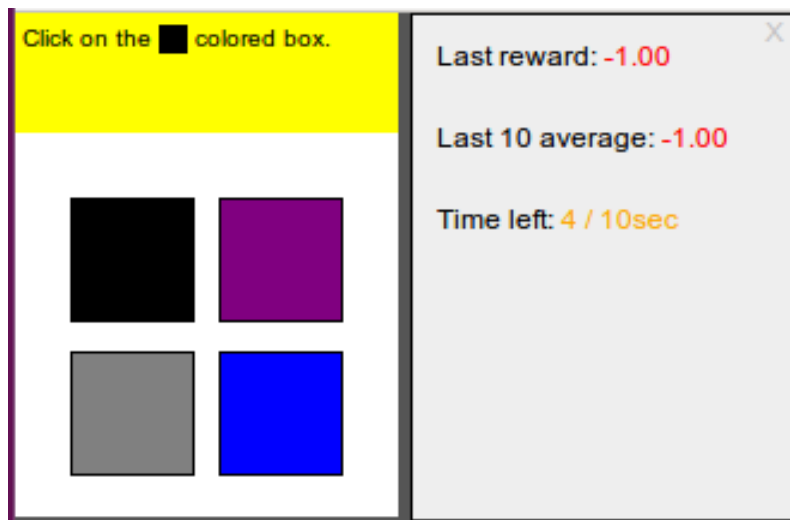 Click on the colored box.
X
Last reward: -1.00
Last 10 average: -1.00
Time left: 4 / 10sec